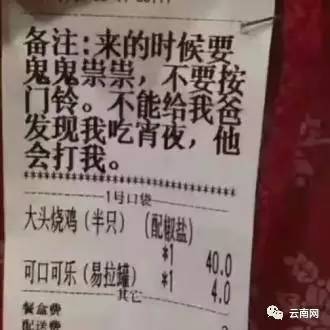 备注:来的时候要
鬼鬼祟祟，不要按
门铃。不能给我爸
发现我吃宵夜，他
会打我。
********************************
1号口袋
大头烧鸡（半只）（配椒盐）
*1 40.0
可口可乐（易拉罐） *1 4.0
其它
餐盒费
配送费
云南网